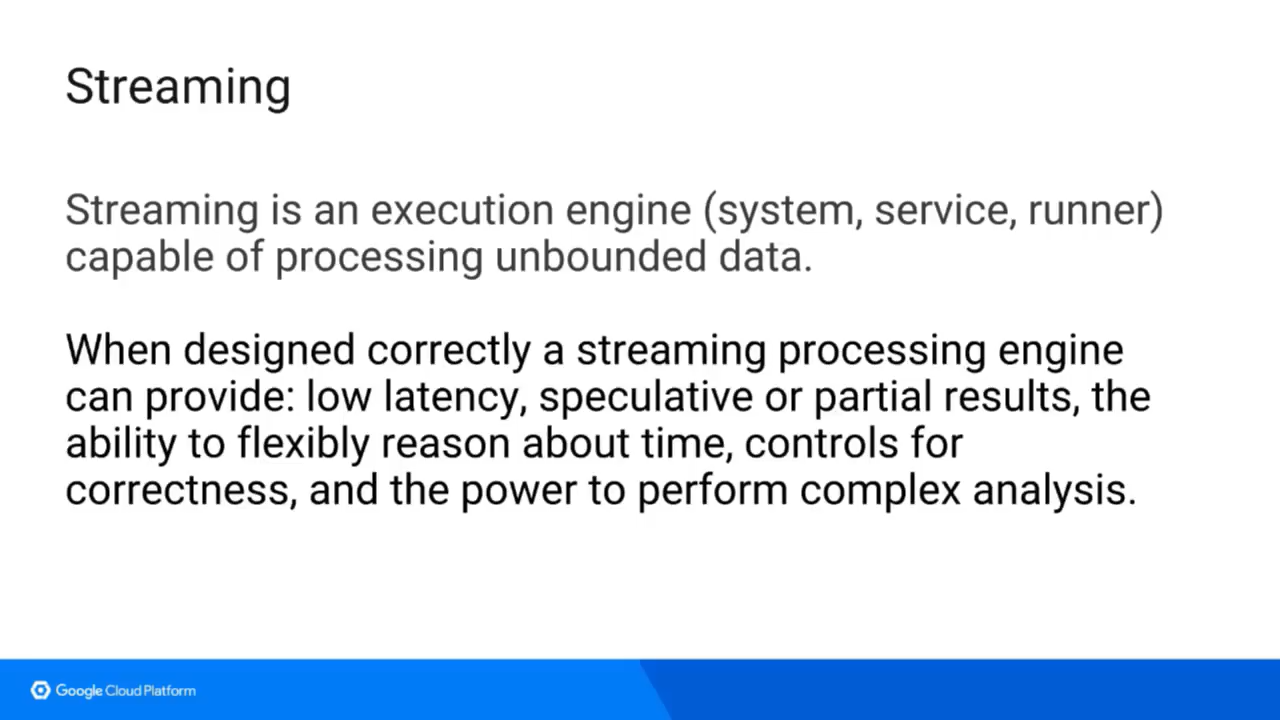 Streaming
Streaming is an execution engine (system, service, runner)
capable of processing unbounded data.
When designed correctly a streaming processing engine
can provide: low latency, speculative or partial results, the
ability to flexibly reason about time, controls for
correctness, and the power to perform complex analysis.
Google Cloud Platform